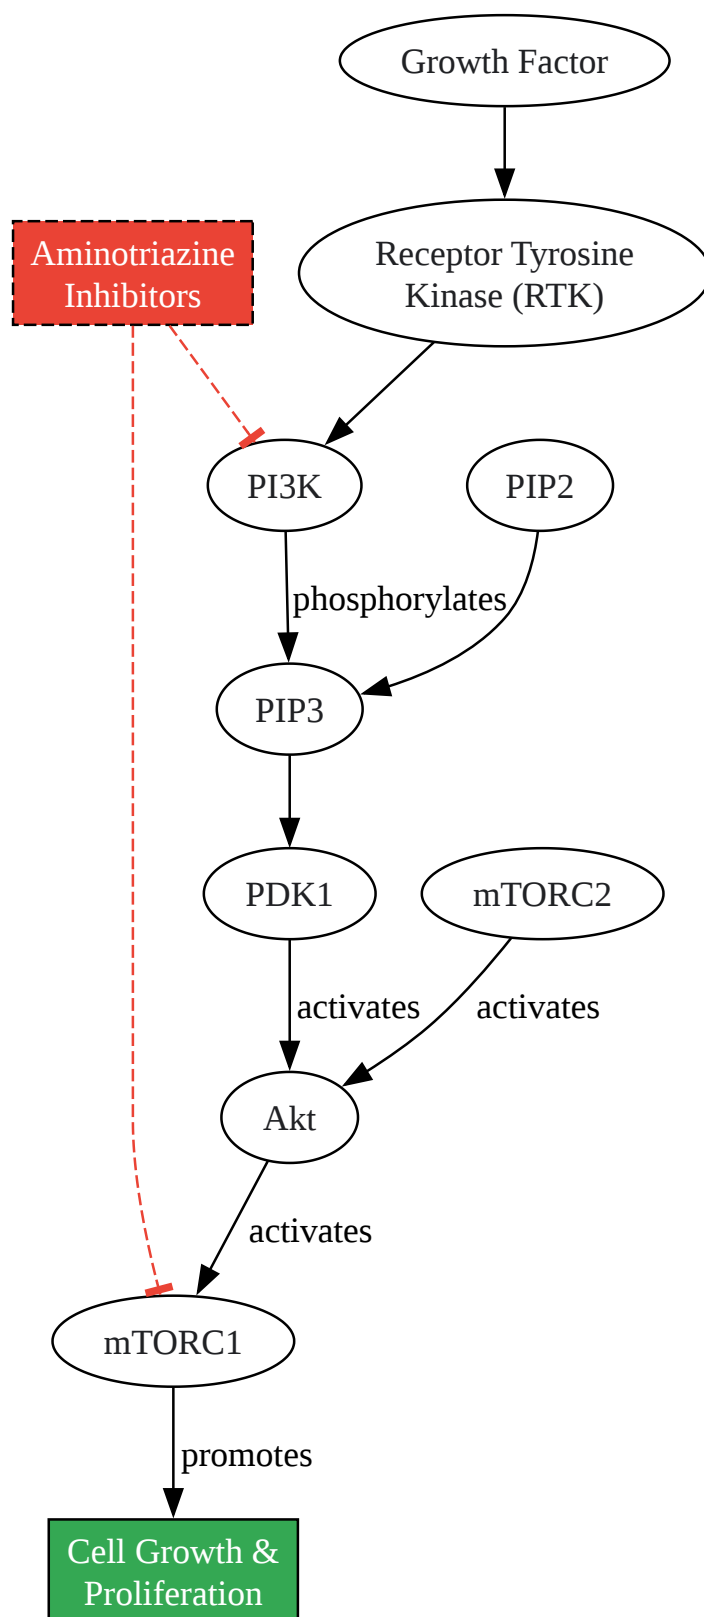 Growth Factor
Aminotriazine
Inhibitors
Receptor Tyrosine
Kinase (RTK)
PI3K
PIP2
phosphorylates
PIP3
PDK1
mTORC2
activates
activates
Akt
activates
mTORC1
promotes
Cell Growth &
Proliferation